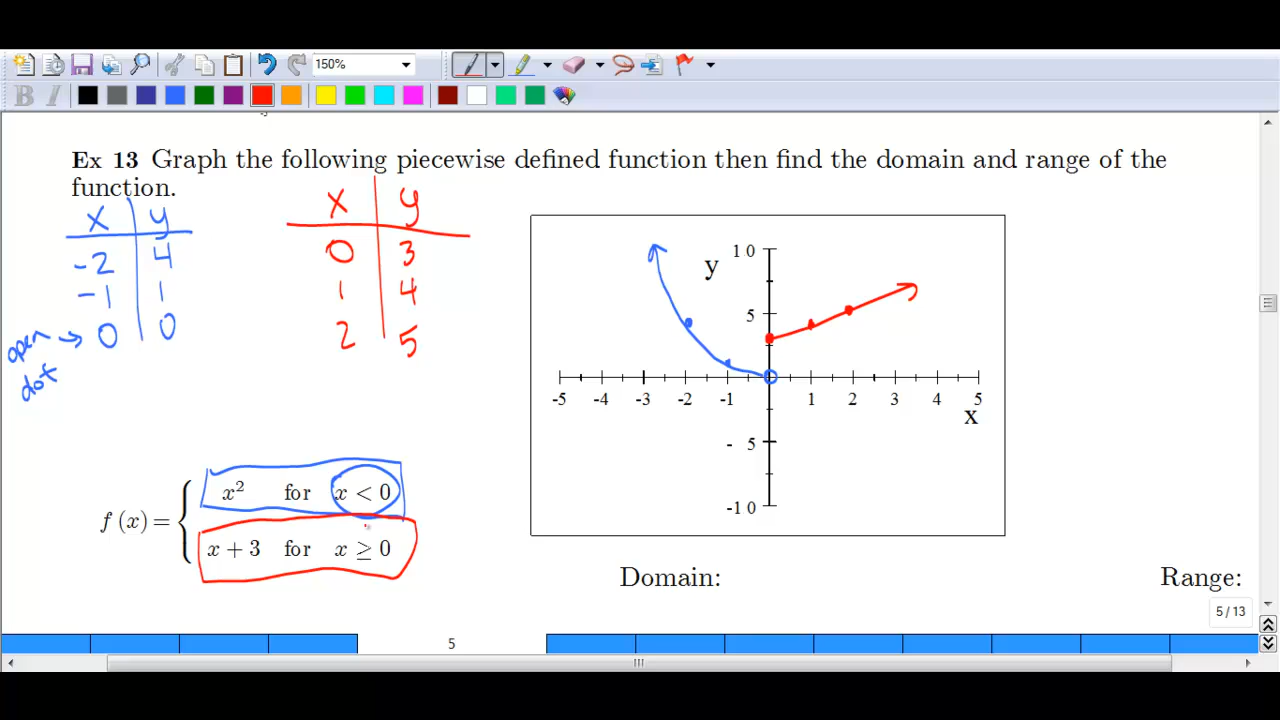 150%
B I
Ex 13 Graph the following piecewise defined function then find the domain and range of the
function.
x y
-2 4
-1 1
open → 0 0
dot
x y
0 3
1 4
2 5
f (x) = { x² for x < 0
x + 3 for x ≥ 0
y
10
5
-5 -4 -3 -2 -1 1 2 3 4 5
x
- 5
-10
Domain: Range:
5 / 13
5